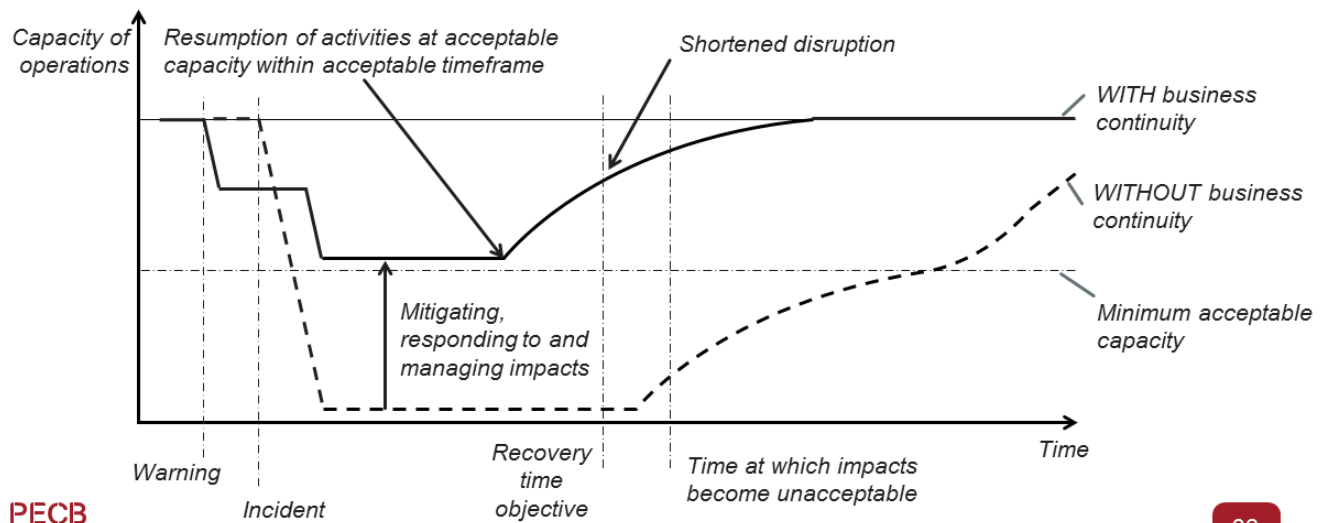 Capacity of
operations
Resumption of activities at acceptable
capacity within acceptable timeframe
Shortened disruption
WITH business
continuity
WITHOUT business
continuity
Mitigating,
responding to and
managing impacts
Minimum acceptable
capacity
Time
Warning
Incident
Recovery
time
objective
Time at which impacts
become unacceptable
PECB